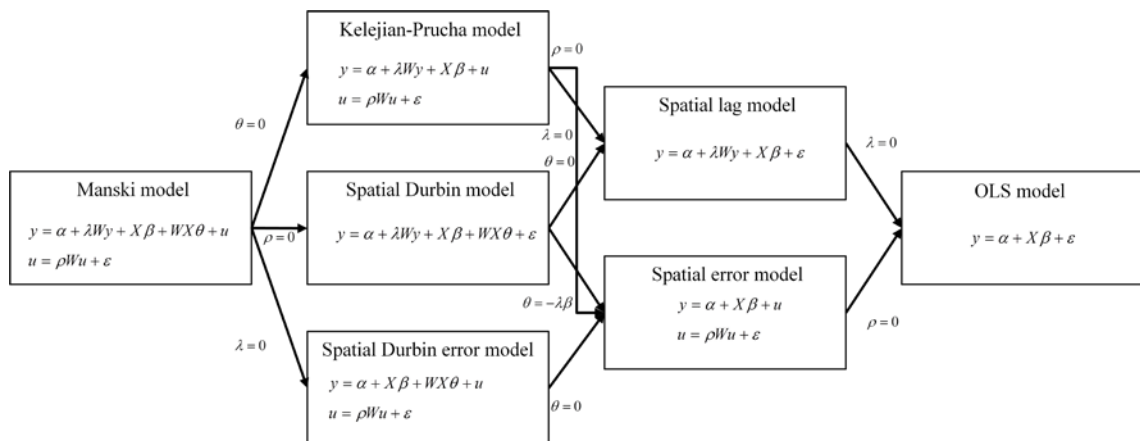 Kelejian-Prucha model
y = α + λWy + Xβ + u
u = ρWu + ε
ρ=0
Spatial lag model
y = α + λWy + Xβ + ε
θ=0
λ=0
θ=0
λ=0
Manski model
y = α + λWy + Xβ + WXθ + u
u = ρWu + ε
ρ=0
Spatial Durbin model
y = α + λWy + Xβ + WXθ + ε
OLS model
y = α + Xβ + ε
Spatial error model
y = α + Xβ + u
u = ρWu + ε
θ=−λβ
ρ=0
λ=0
Spatial Durbin error model
y = α + Xβ + WXθ + u
u = ρWu + ε
θ=0